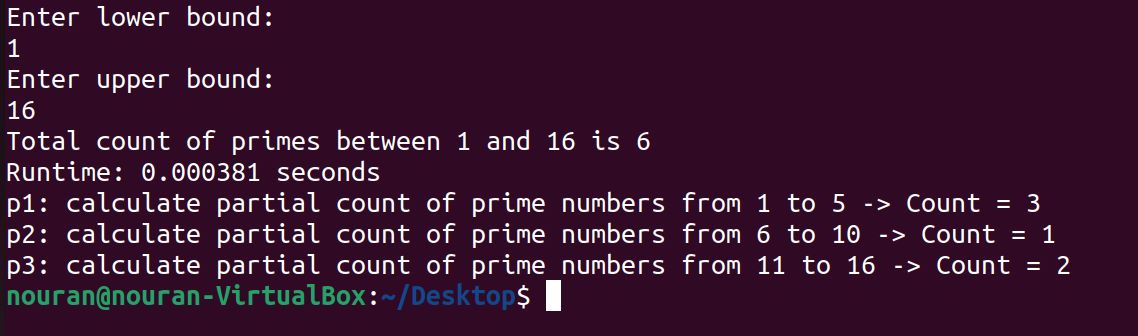 Enter lower bound:
1
Enter upper bound:
16
Total count of primes between 1 and 16 is 6
Runtime: 0.000381 seconds
p1: calculate partial count of prime numbers from 1 to 5 -> Count = 3
p2: calculate partial count of prime numbers from 6 to 10 -> Count = 1
p3: calculate partial count of prime numbers from 11 to 16 -> Count = 2
nouran@nouran-VirtualBox:~/Desktop$